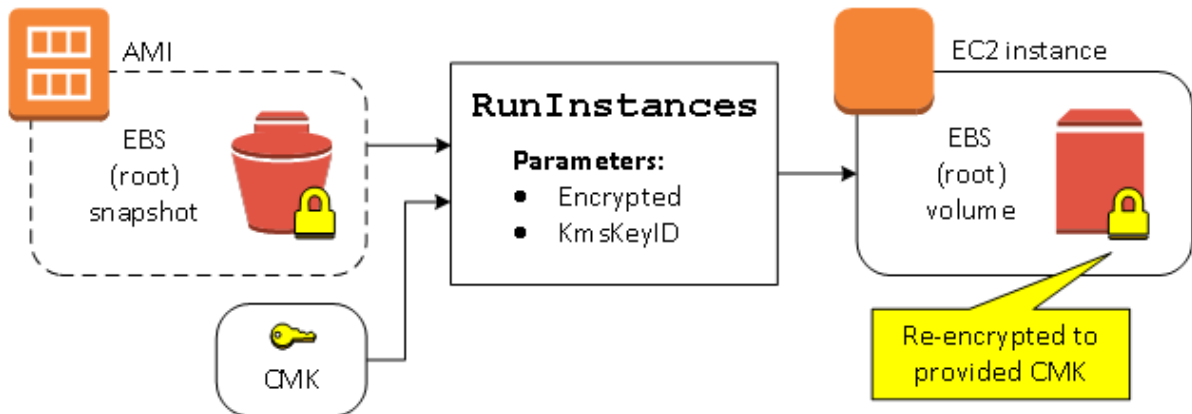 AMI
EBS
(root)
snapshot
CMK
RunInstances
Parameters:
● Encrypted
● KmsKeyID
EC2 instance
EBS
(root)
volume
Re-encrypted to
provided CMK